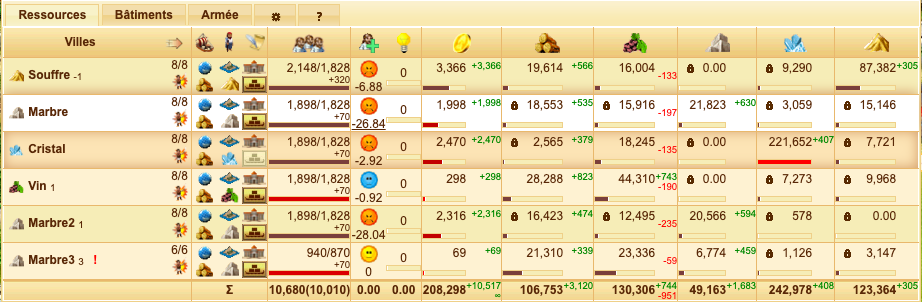 Ressources Bâtiments Armée ?
Villes
Souffre -1 8/8 2,148/1,828 +320 -6.88 0 3,366 +3,366 19,614 +566 16,004 -133 0.00 9,290 87,382 +305
Marbre 8/8 1,898/1,828 +70 -26.84 0 1,998 +1,998 18,553 +535 15,916 -197 21,823 +630 3,059 15,146
Cristal 8/8 1,898/1,828 +70 -2.92 0 2,470 +2,470 2,565 +379 18,245 -135 0.00 221,652 +407 7,721
Vin 1 8/8 1,898/1,828 +70 -0.92 0 298 +298 28,288 +823 44,310 +743 -190 0.00 7,273 9,968
Marbre2 1 8/8 1,898/1,828 +70 -28.04 0 2,316 +2,316 16,423 +474 12,495 -235 20,566 +594 578 0.00
Marbre3 3 ! 6/6 940/870 +70 0 0 69 +69 21,310 +339 23,336 -59 6,774 +459 1,126 3,147
Σ 10,680(10,010) 0.00 0.00 208,298 +10,517 ∞ 106,753 +3,120 130,306 +744 -951 49,163 +1,683 242,978 +408 123,364 +305